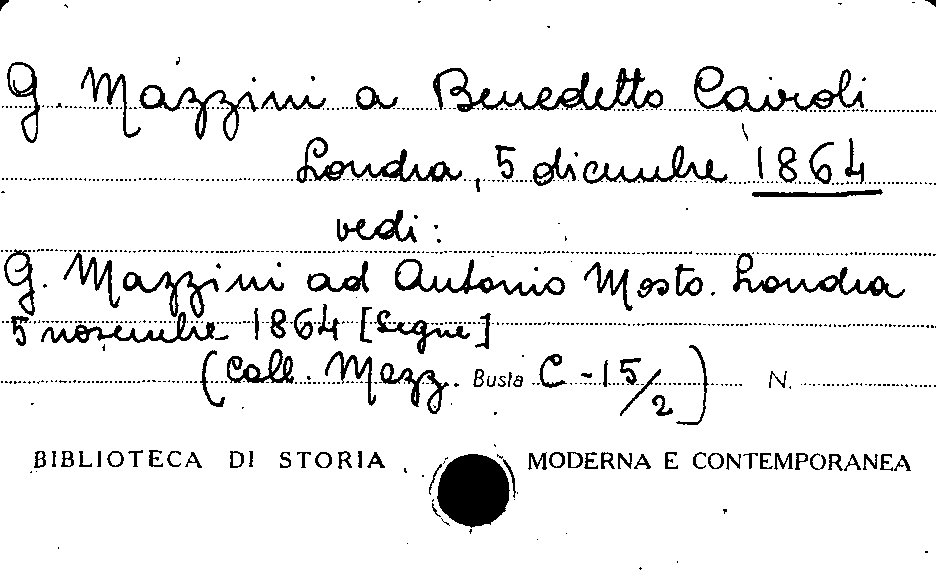 G. Mazzini a Benedetto Cairoli
Londra, 5 dicembre 1864
vedi:
G. Mazzini ad Antonio Mosto. Londra
5 novembre 1864 [Segue]
(Coll. Mazz. Busta C - 15/2) N.
BIBLIOTECA DI STORIA MODERNA E CONTEMPORANEA